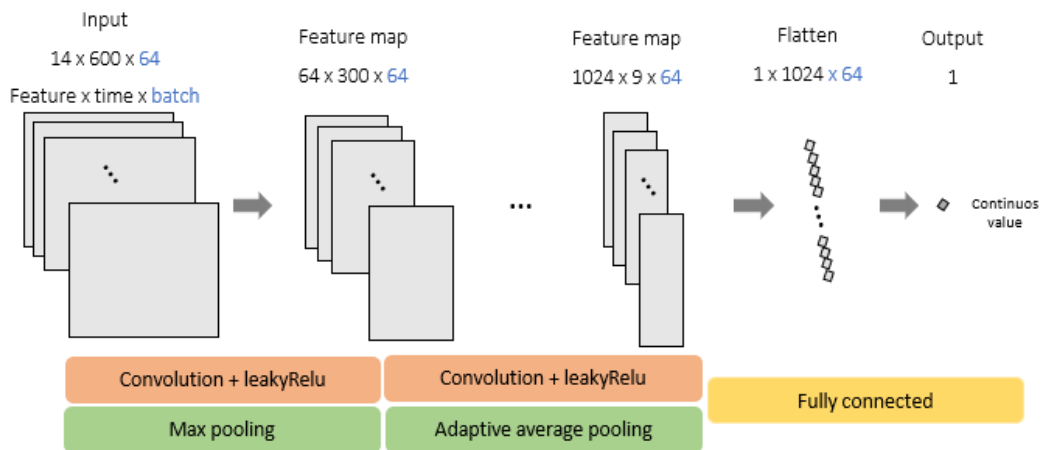 Input
14 x 600 x 64
Feature x time x batch
Feature map
64 x 300 x 64
...
Feature map
1024 x 9 x 64
Flatten
1 x 1024 x 64
Output
1
Continuos
value
Convolution + leakyRelu
Convolution + leakyRelu
Fully connected
Max pooling
Adaptive average pooling